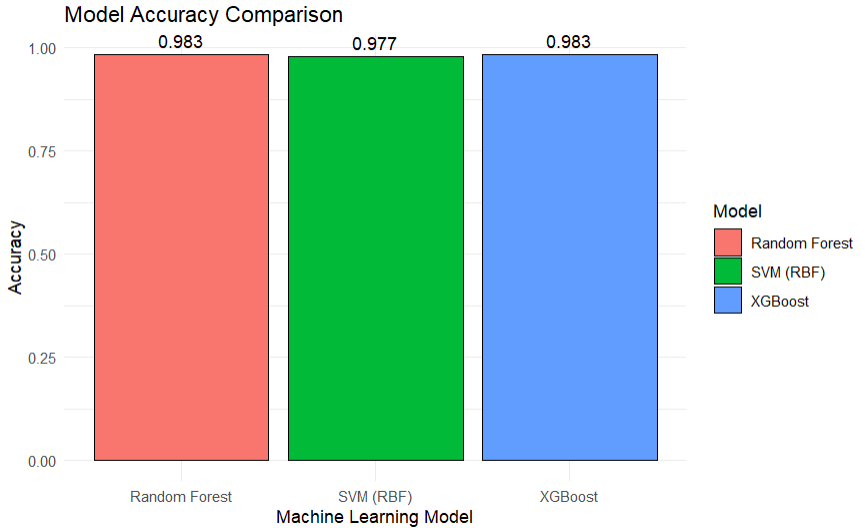 Model Accuracy Comparison
0.983
0.977
0.983
1.00
0.75
0.50
0.25
0.00
Accuracy
Random Forest
SVM (RBF)
XGBoost
Machine Learning Model
Model
Random Forest
SVM (RBF)
XGBoost